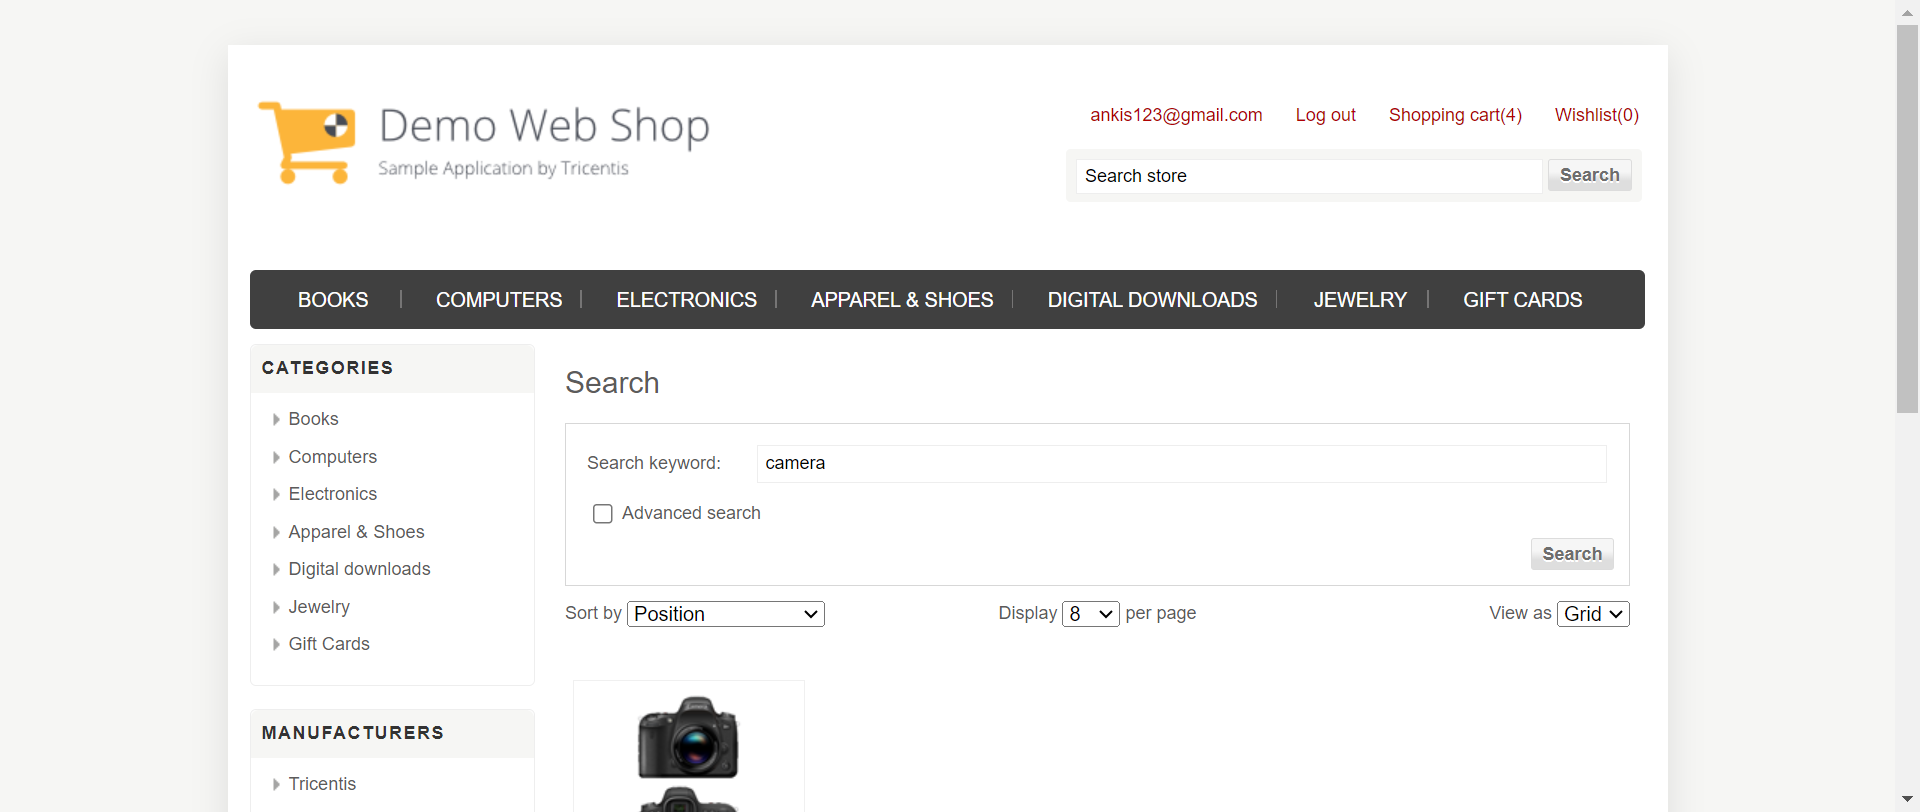 Demo Web Shop
Sample Application by Tricentis
ankis123@gmail.com Log out Shopping cart(4) Wishlist(0)
Search store Search
BOOKS COMPUTERS ELECTRONICS APPAREL & SHOES DIGITAL DOWNLOADS JEWELRY GIFT CARDS
CATEGORIES
Books
Computers
Electronics
Apparel & Shoes
Digital downloads
Jewelry
Gift Cards
MANUFACTURERS
Tricentis
Search
Search keyword: camera
Advanced search
Search
Sort by Position Display 8 per page View as Grid